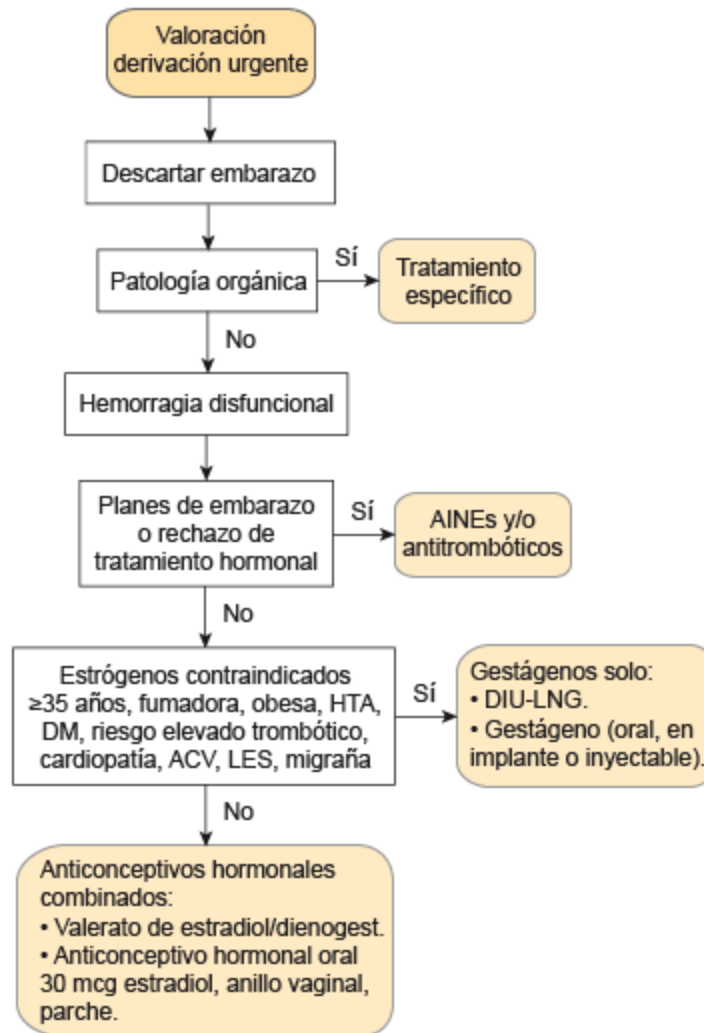 Valoración
derivación urgente
Descartar embarazo
Patología orgánica
Sí
Tratamiento
específico
No
Hemorragia disfuncional
Planes de embarazo
o rechazo de
tratamiento hormonal
Sí
AINEs y/o
antitrombóticos
No
Estrógenos contraindicados
≥35 años, fumadora, obesa, HTA,
DM, riesgo elevado trombótico,
cardiopatía, ACV, LES, migraña
Sí
Gestágenos solo:
• DIU-LNG.
• Gestágeno (oral, en
implante o inyectable).
No
Anticonceptivos hormonales
combinados:
• Valerato de estradiol/dienogest.
• Anticonceptivo hormonal oral
30 mcg estradiol, anillo vaginal,
parche.